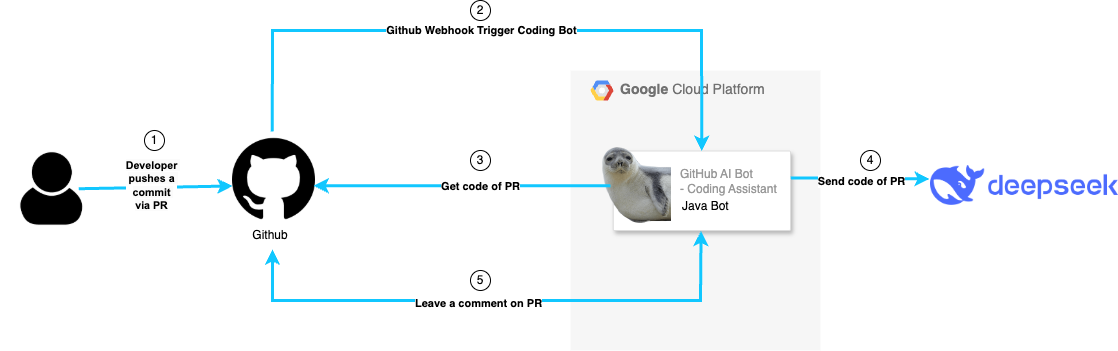 2
Github Webhook Trigger Coding Bot
Google Cloud Platform
1
Developer
pushes a
commit
via PR
Github
3
Get code of PR
GitHub AI Bot
- Coding Assistant
Java Bot
4
Send code of PR
deepseek
5
Leave a comment on PR